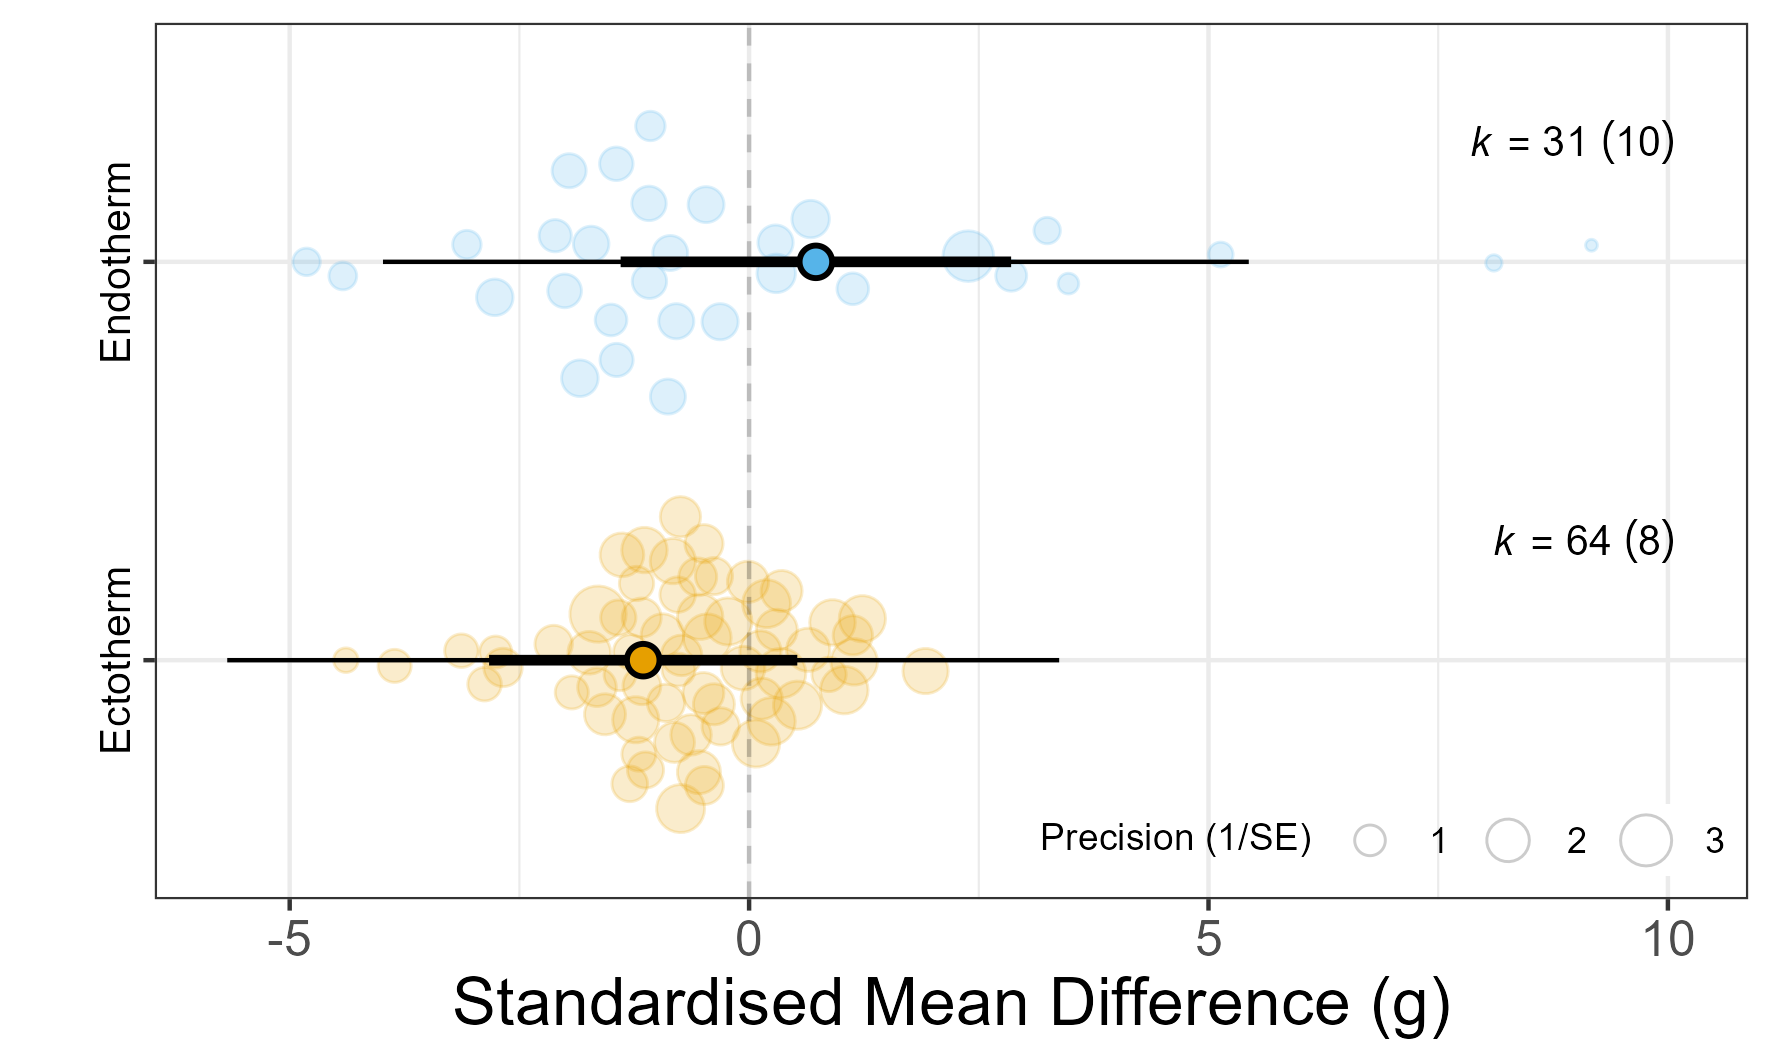 Endotherm
k = 31 (10)
Ectotherm
k = 64 (8)
Precision (1/SE) 1 2 3
-5 0 5 10
Standardised Mean Difference (g)